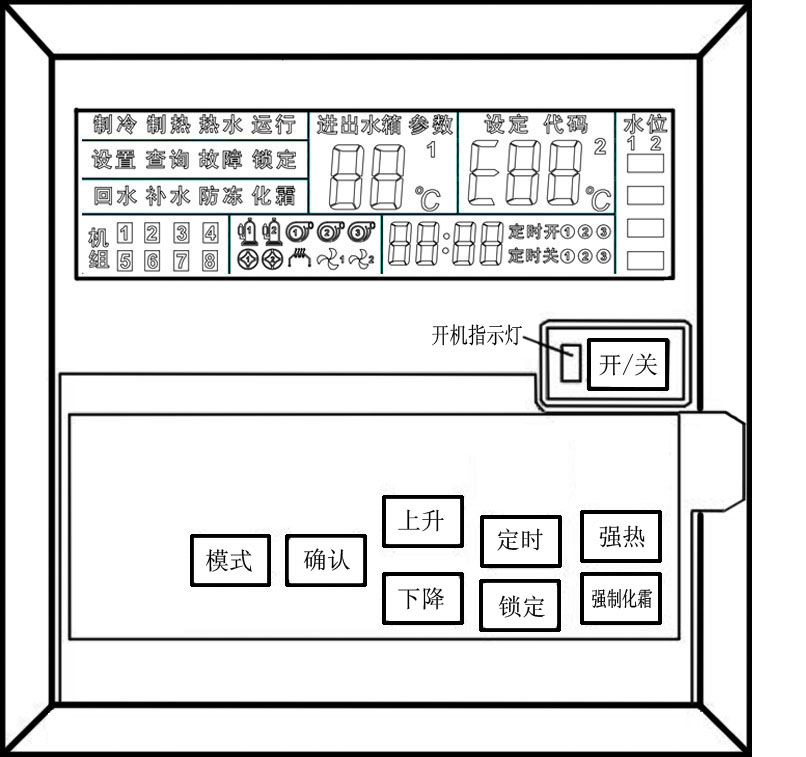 制冷 制热 热水 运行 进出水箱 参数 设定 代码 水位
设置 查询 故障 锁定 88 1 ℃ E88 2 ℃ 1 2
回水 补水 防冻 化霜
机组 1 2 3 4 1 2 1 2 3 88:88 定时开①②③
5 6 7 8 1 2 定时关①②③
开机指示灯
开/关
上升
模式 确认 定时 强热
下降 锁定 强制化霜